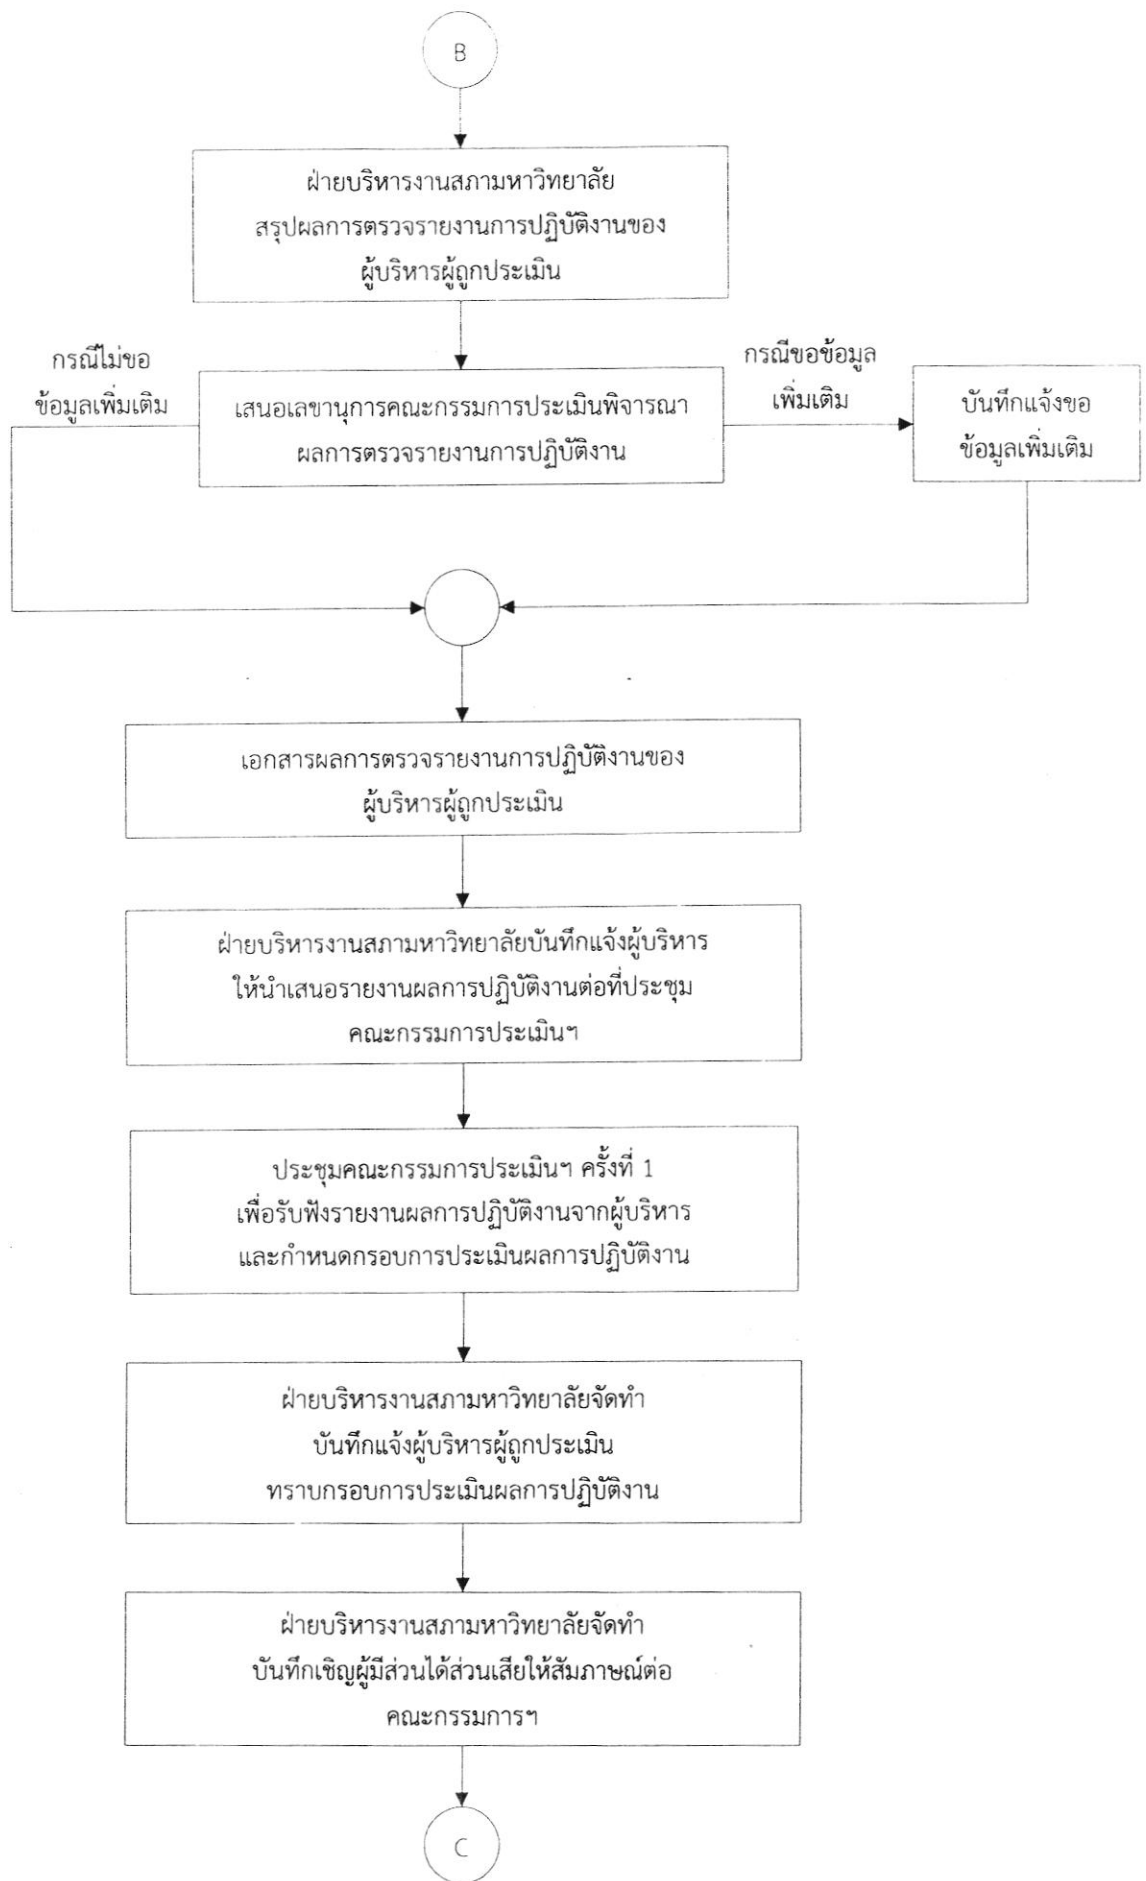 B
ฝ่ายบริหารงานสภามหาวิทยาลัย
สรุปผลการตรวจรายงานการปฏิบัติงานของ
ผู้บริหารผู้ถูกประเมิน
กรณีไม่ขอ
ข้อมูลเพิ่มเติม
เสนอเลขานุการคณะกรรมการประเมินพิจารณา
ผลการตรวจรายงานการปฏิบัติงาน
กรณีขอข้อมูล
เพิ่มเติม
บันทึกแจ้งขอ
ข้อมูลเพิ่มเติม
เอกสารผลการตรวจรายงานการปฏิบัติงานของ
ผู้บริหารผู้ถูกประเมิน
ฝ่ายบริหารงานสภามหาวิทยาลัยบันทึกแจ้งผู้บริหาร
ให้นำเสนอรายงานผลการปฏิบัติงานต่อที่ประชุม
คณะกรรมการประเมินฯ
ประชุมคณะกรรมการประเมินฯ ครั้งที่ 1
เพื่อรับฟังรายงานผลการปฏิบัติงานจากผู้บริหาร
และกำหนดกรอบการประเมินผลการปฏิบัติงาน
ฝ่ายบริหารงานสภามหาวิทยาลัยจัดทำ
บันทึกแจ้งผู้บริหารผู้ถูกประเมิน
ทราบกรอบการประเมินผลการปฏิบัติงาน
ฝ่ายบริหารงานสภามหาวิทยาลัยจัดทำ
บันทึกเชิญผู้มีส่วนได้ส่วนเสียให้สัมภาษณ์ต่อ
คณะกรรมการฯ
C